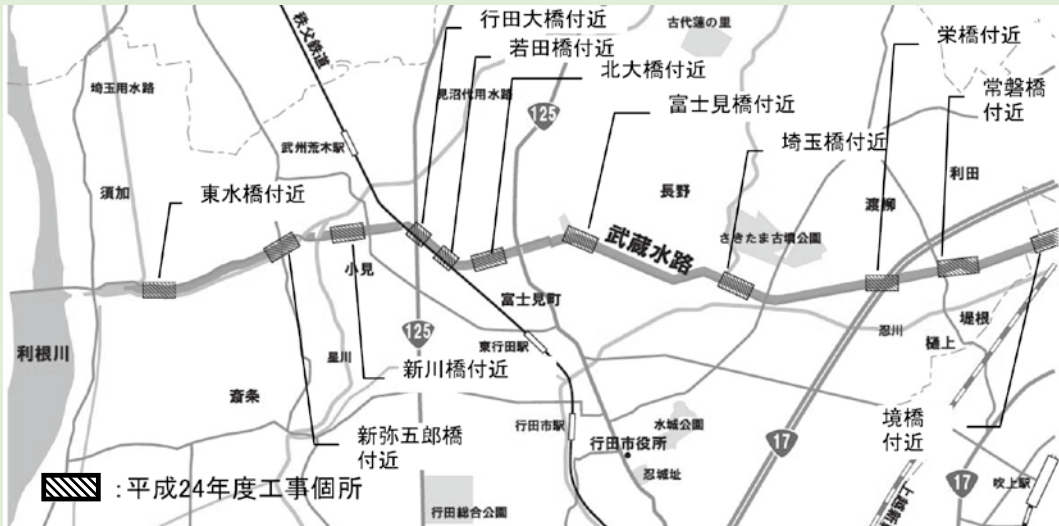 行田大橋付近
若田橋付近
北大橋付近
富士見橋付近
埼玉橋付近
栄橋付近
常磐橋
付近
古代蓮の里
秩父鉄道
埼玉用水路
見沼代用水路
125
武州荒木駅
須加
東水橋付近
長野
利田
渡柳
さきたま古墳公園
武蔵水路
小見
富士見町
利根川
星川
125
東行田駅
新川橋付近
忍川
堤根
樋上
斎条
新弥五郎橋
付近
行田市駅
水城公園
行田市役所
忍城址
17
境橋
付近
17
吹上駅
上越新
行田総合公園
:平成24年度工事個所